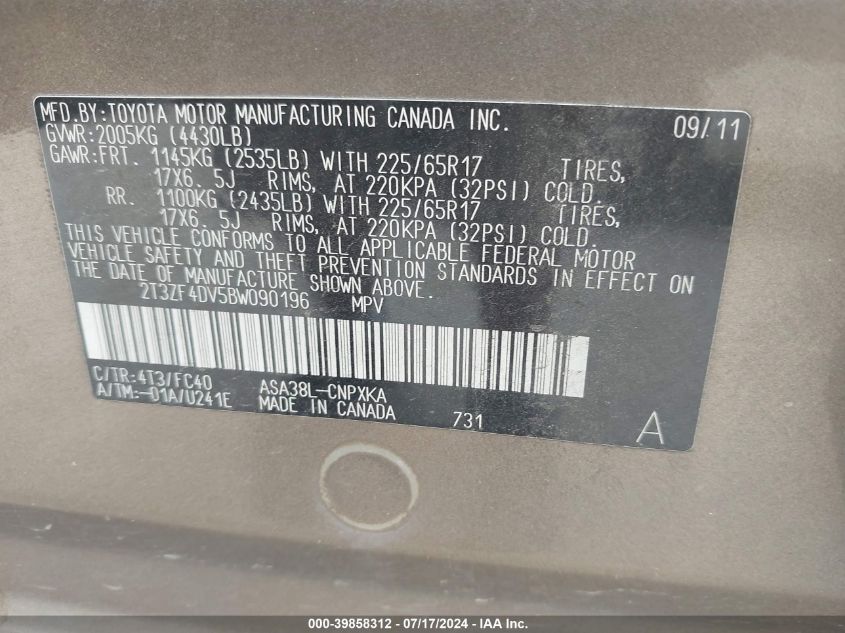 MFD.BY:TOYOTA MOTOR MANUFACTURING CANADA INC. 09/11
GVWR:2005KG (4430LB)
GAWR:FRT. 1145KG (2535LB) WITH 225/65R17 TIRES,
17X6.5J RIMS, AT 220KPA (32PSI) COLD.
RR. 1100KG (2435LB) WITH 225/65R17 TIRES,
17X6.5J RIMS, AT 220KPA (32PSI) COLD.
THIS VEHICLE CONFORMS TO ALL APPLICABLE FEDERAL MOTOR
VEHICLE SAFETY AND THEFT PREVENTION STANDARDS IN EFFECT ON
THE DATE OF MANUFACTURE SHOWN ABOVE.
2T3ZF4DV5BW090196 MPV
C/TR:4T3/FC40 ASA38L-CNPXKA
A/TM:-01A/U241E MADE IN CANADA 731 A
000-39858312 - 07/17/2024 - IAA Inc.